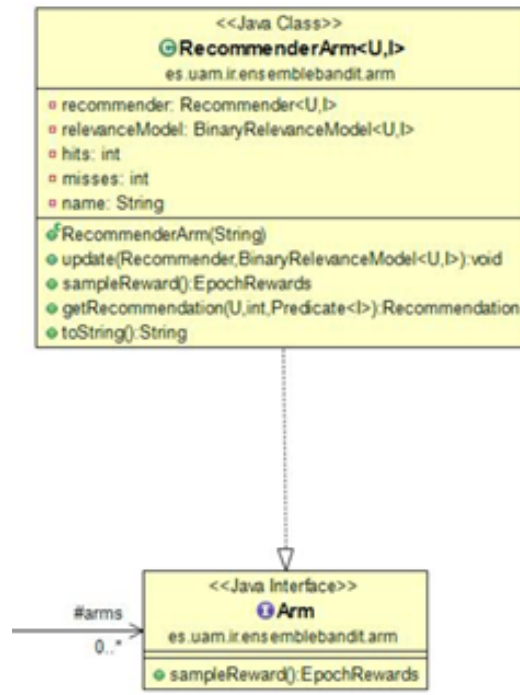 <<Java Class>>
RecommenderArm<U,I>
es.uam.ir.ensemblebandit.arm
recommender: Recommender<U,I>
relevanceModel: BinaryRelevanceModel<U,I>
hits: int
misses: int
name: String
RecommenderArm(String)
update(Recommender,BinaryRelevanceModel<U,I>):void
sampleReward():EpochRewards
getRecommendation(U,int,Predicate<I>):Recommendation
toString():String
<<Java Interface>>
Arm
es.uam.ir.ensemblebandit.arm
sampleReward():EpochRewards
#arms
0..*